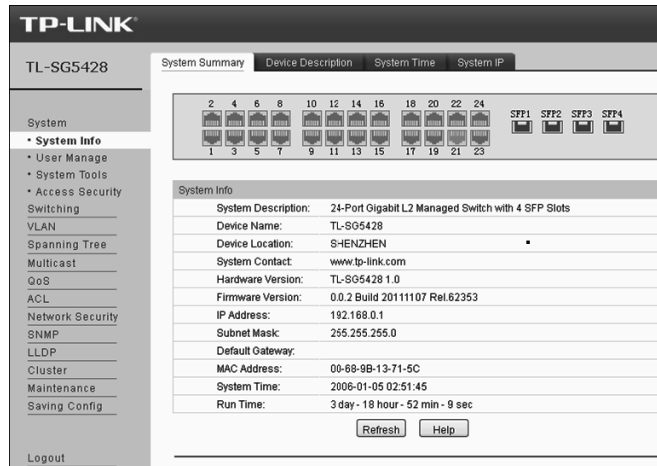 TP-LINK
TL-SG5428
System Summary Device Description System Time System IP
2 4 6 8 10 12 14 16 18 20 22 24
SFP1 SFP2 SFP3 SFP4
1 3 5 7 9 11 13 15 17 19 21 23
System
• System Info
• User Manage
• System Tools
• Access Security
Switching
VLAN
Spanning Tree
Multicast
QoS
ACL
Network Security
SNMP
LLDP
Cluster
Maintenance
Saving Config
Logout
System Info
System Description: 24-Port Gigabit L2 Managed Switch with 4 SFP Slots
Device Name: TL-SG5428
Device Location: SHENZHEN
System Contact: www.tp-link.com
Hardware Version: TL-SG5428 1.0
Firmware Version: 0.0.2 Build 20111107 Rel.62353
IP Address: 192.168.0.1
Subnet Mask: 255.255.255.0
Default Gateway:
MAC Address: 00-68-9B-13-71-5C
System Time: 2006-01-05 02:51:45
Run Time: 3 day - 18 hour - 52 min - 9 sec
Refresh Help